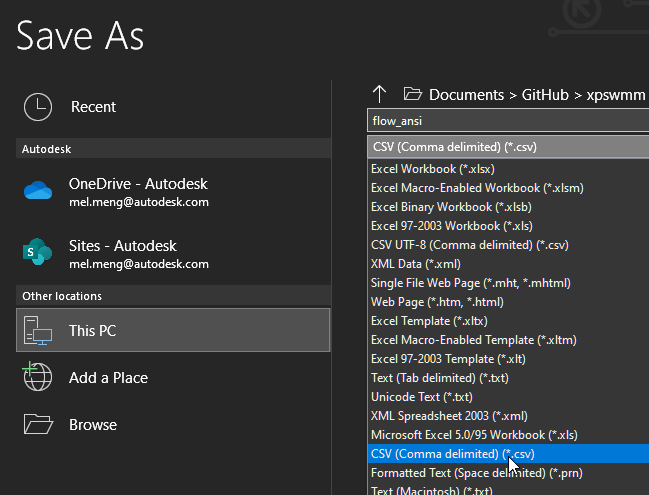 Save As
Recent
Autodesk
OneDrive - Autodesk
mel.meng@autodesk.com
Sites - Autodesk
mel.meng@autodesk.com
Other locations
This PC
Add a Place
Browse
Documents > GitHub > xpswmm
flow_ansi
CSV (Comma delimited) (*.csv)
Excel Workbook (*.xlsx)
Excel Macro-Enabled Workbook (*.xlsm)
Excel Binary Workbook (*.xlsb)
Excel 97-2003 Workbook (*.xls)
CSV UTF-8 (Comma delimited) (*.csv)
XML Data (*.xml)
Single File Web Page (*.mht, *.mhtml)
Web Page (*.htm, *.html)
Excel Template (*.xltx)
Excel Macro-Enabled Template (*.xltm)
Excel 97-2003 Template (*.xlt)
Text (Tab delimited) (*.txt)
Unicode Text (*.txt)
XML Spreadsheet 2003 (*.xml)
Microsoft Excel 5.0/95 Workbook (*.xls)
CSV (Comma delimited) (*.csv)
Formatted Text (Space delimited) (*.prn)
Text (Macintosh) (*.txt)